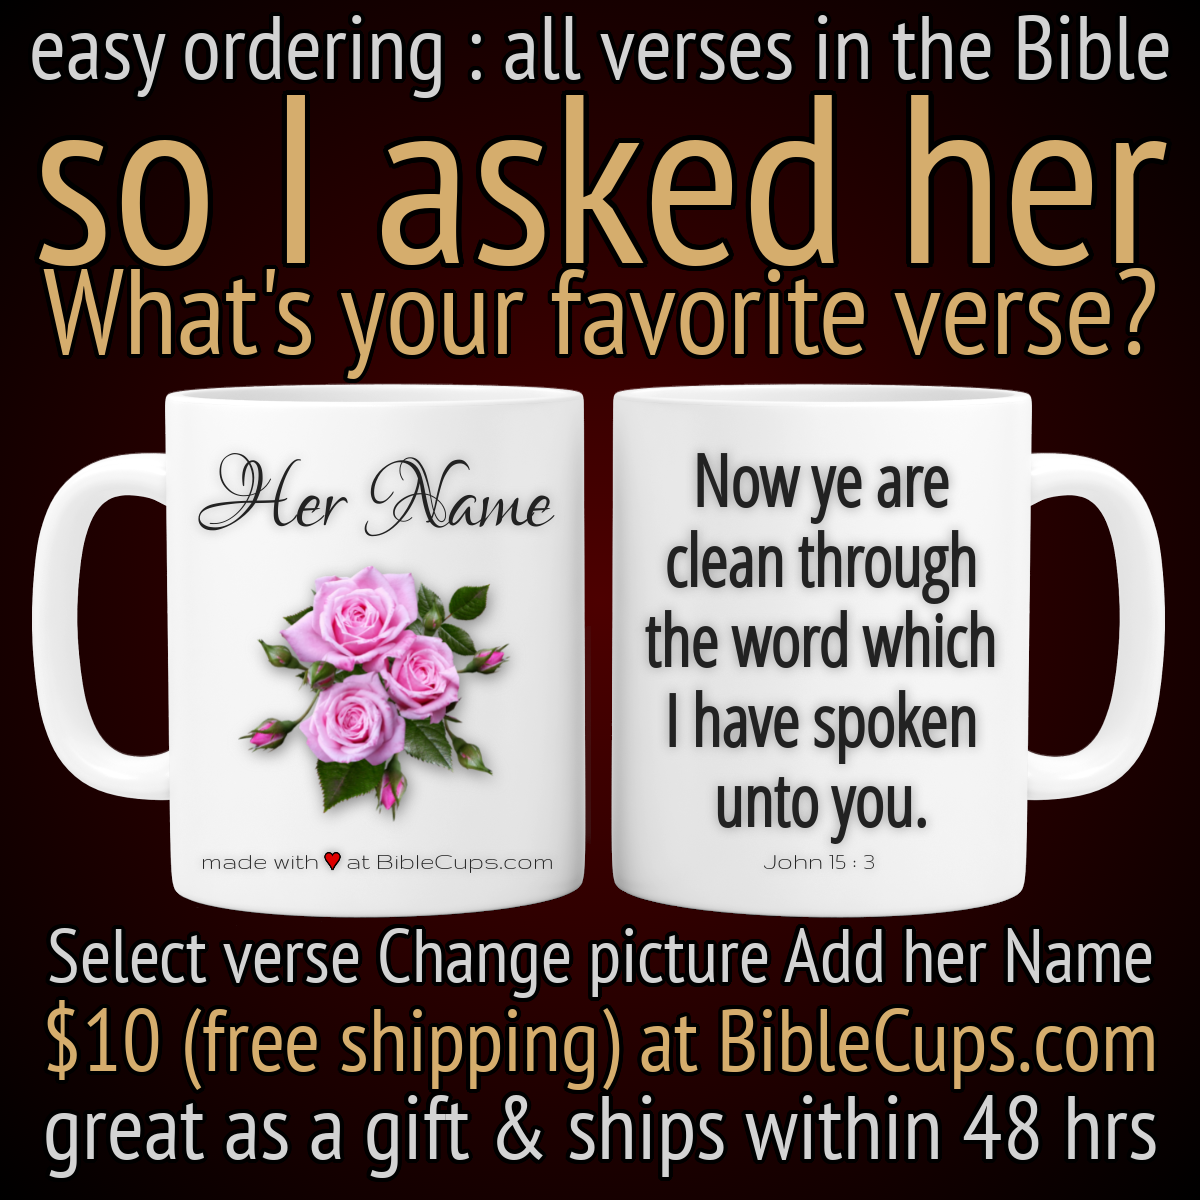 easy ordering : all verses in the Bible
so I asked her
What's your favorite verse?
Her Name
made with at BibleCups.com
Now ye are
clean through
the word which
I have spoken
unto you.
John 15 : 3
Select verse Change picture Add her Name
$10 (free shipping) at BibleCups.com
great as a gift & ships within 48 hrs